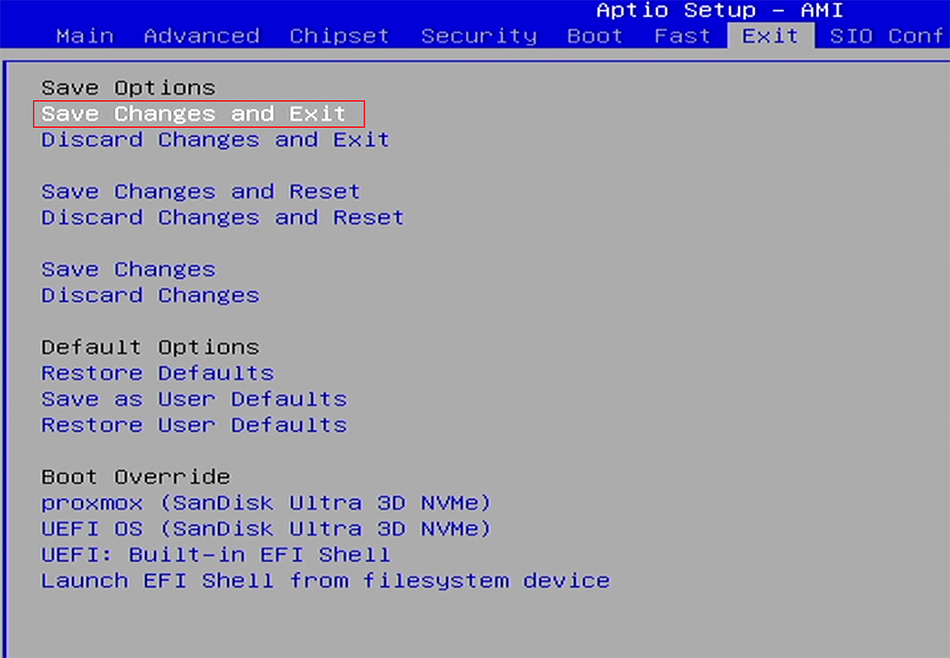 Aptio Setup - AMI
Main Advanced Chipset Security Boot Fast Exit SIO Conf
Save Options
Save Changes and Exit
Discard Changes and Exit
Save Changes and Reset
Discard Changes and Reset
Save Changes
Discard Changes
Default Options
Restore Defaults
Save as User Defaults
Restore User Defaults
Boot Override
proxmox (SanDisk Ultra 3D NVMe)
UEFI OS (SanDisk Ultra 3D NVMe)
UEFI: Built-in EFI Shell
Launch EFI Shell from filesystem device